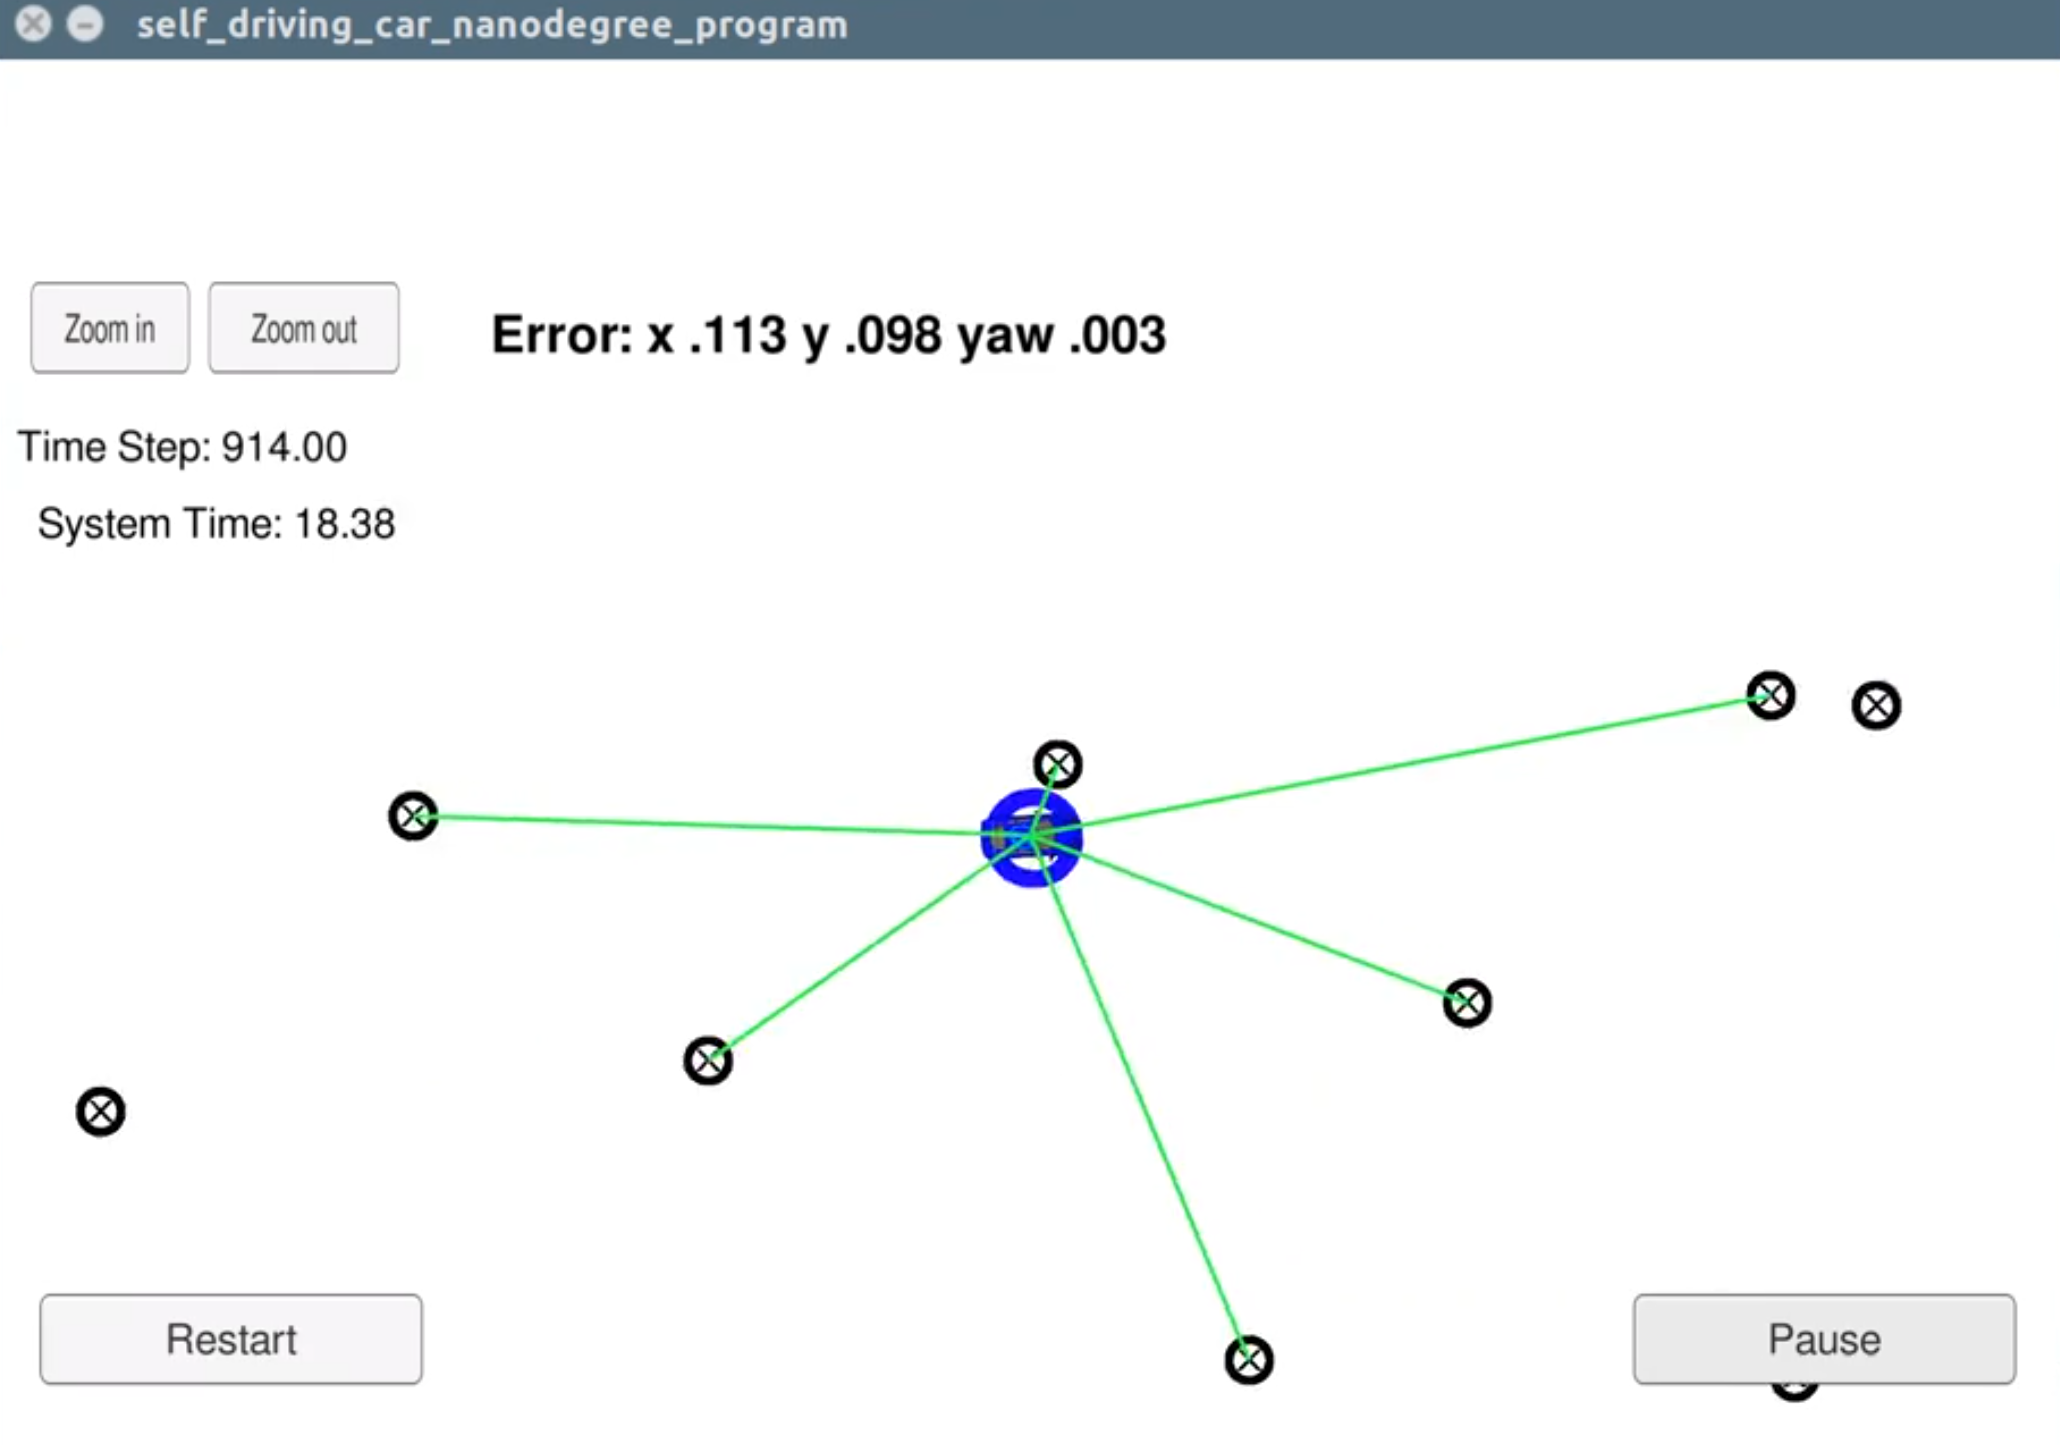 self_driving_car_nanodegree_program
Zoom in
Zoom out
Error: x .113 y .098 yaw .003
Time Step: 914.00
System Time: 18.38
Restart
Pause